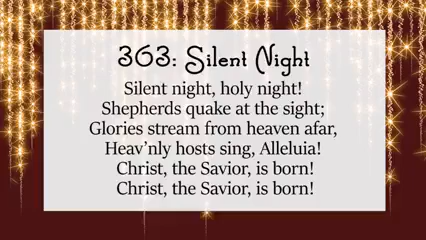 363: Silent Night
Silent night, holy night!
Shepherds quake at the sight;
Glories stream from heaven afar,
Heav'nly hosts sing, Alleluia!
Christ, the Savior, is born!
Christ, the Savior, is born!